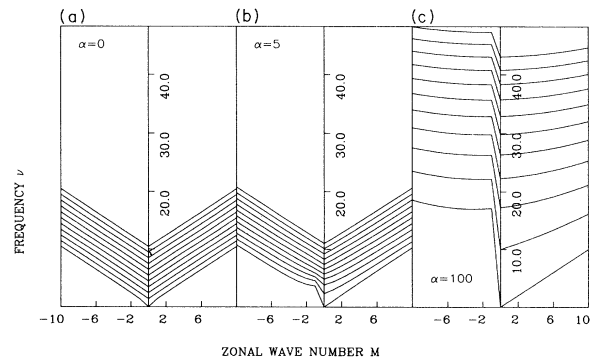 (a) (b) (c)
α=0 α=5
40.0 40.0 40.0
30.0 30.0 30.0
20.0 20.0 20.0
10.0
α=100
FREQUENCY ν
-10 -6 -2 2 6 -6 -2 2 6 -6 -2 2 6 10
ZONAL WAVE NUMBER M